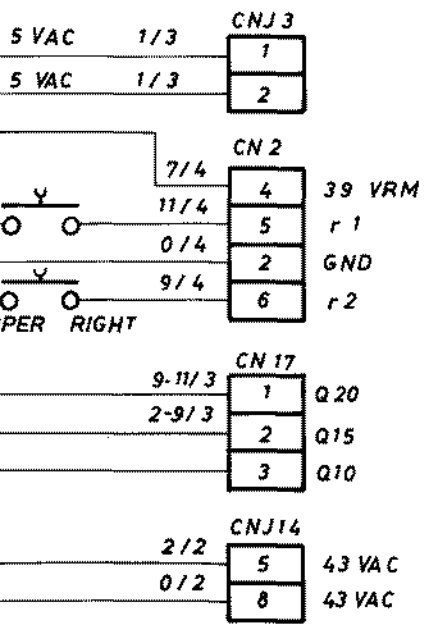 CNJ 3
5 VAC 1/3 1
5 VAC 1/3 2
CN 2
7/4 4 39 VRM
11/4 5 r 1
0/4 2 GND
9/4 6 r 2
RIGHT
CN 17
9-11/3 1 Q20
2-9/3 2 Q15
3 Q10
CNJ14
2/2 5 43 VAC
0/2 8 43 VAC